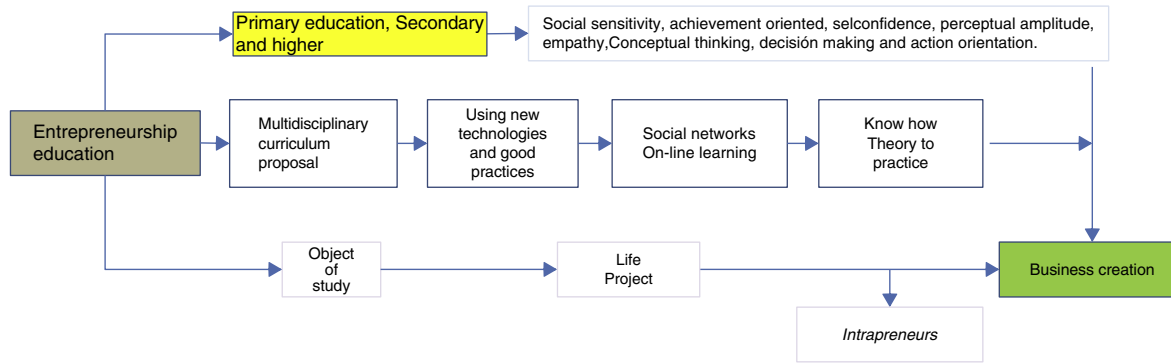 Primary education, Secondary
and higher
Social sensitivity, achievement oriented, selconfidence, perceptual amplitude,
empathy,Conceptual thinking, decisión making and action orientation.
Entrepreneurship
education
Multidisciplinary
curriculum
proposal
Using new
technologies
and good
practices
Social networks
On-line learning
Know how
Theory to
practice
Object
of
study
Life
Project
Business creation
Intrapreneurs